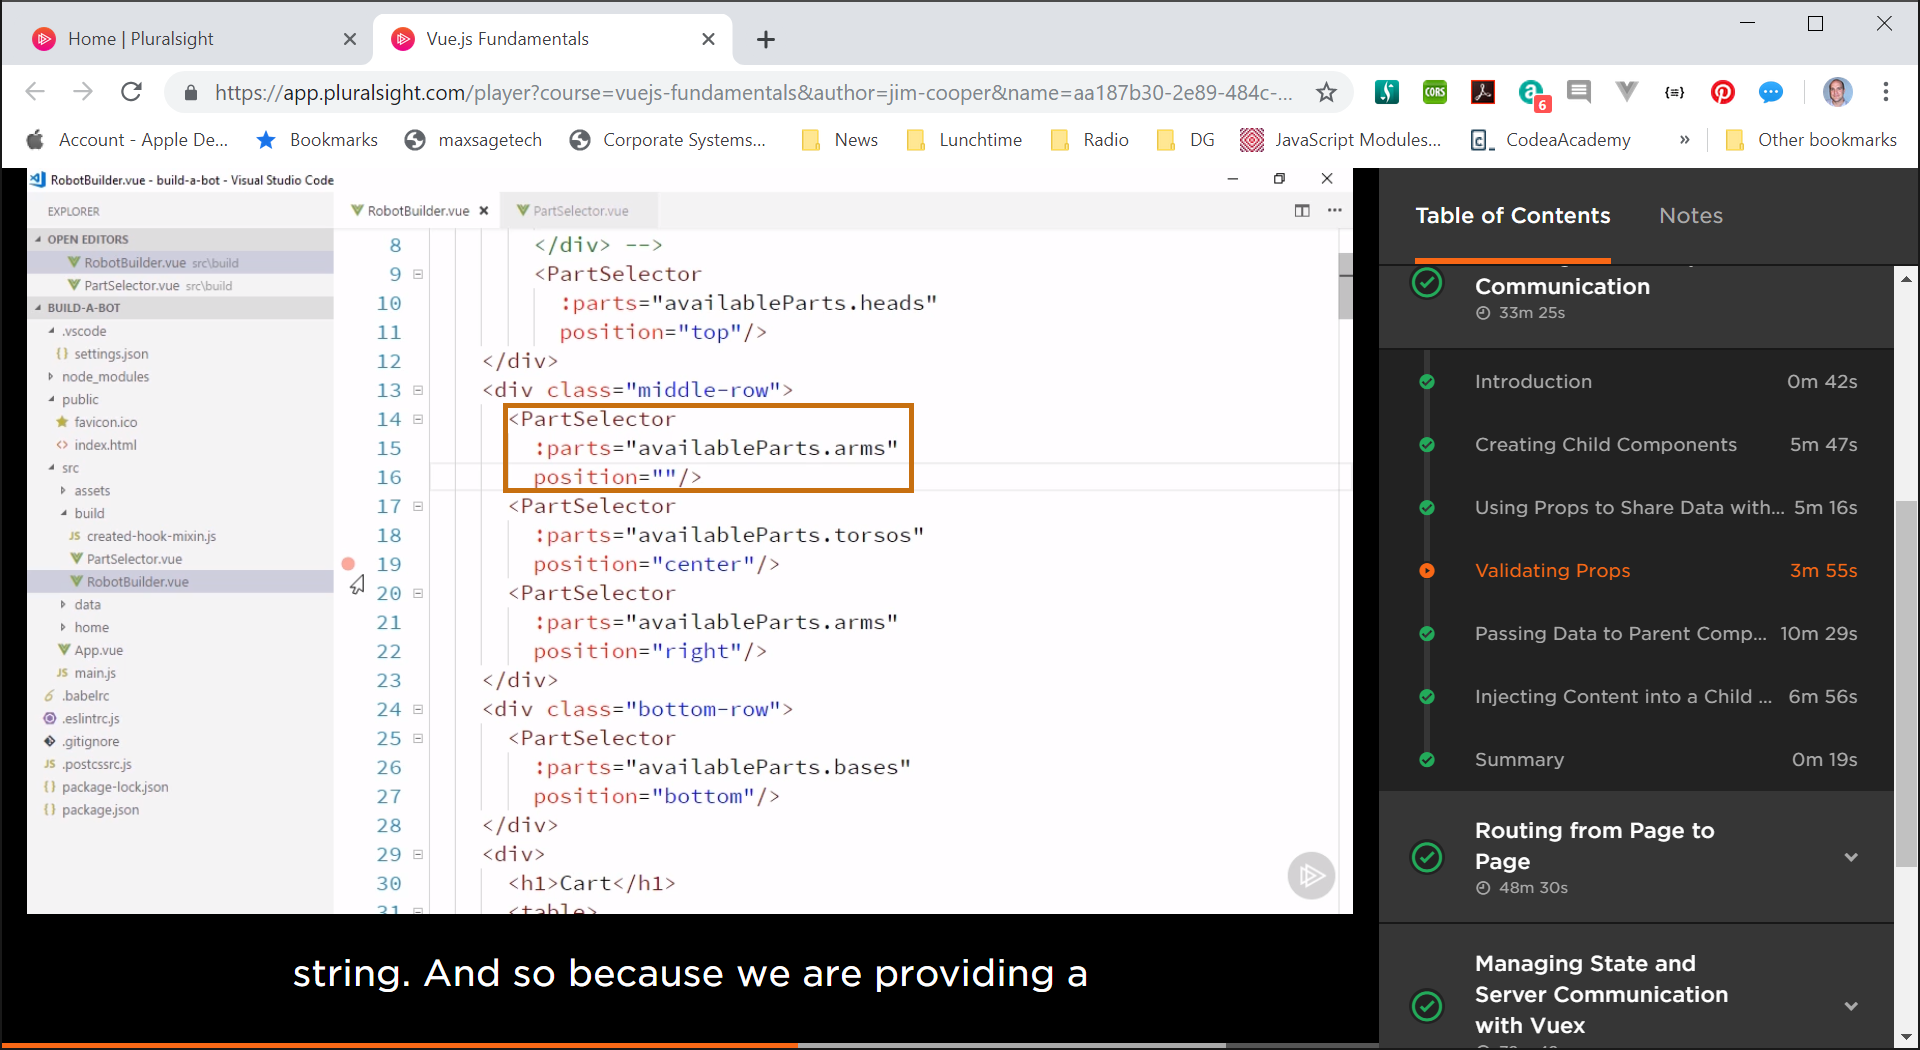 Home | Pluralsight
Vue.js Fundamentals
https://app.pluralsight.com/player?course=vuejs-fundamentals&author=jim-cooper&name=aa187b30-2e89-484c-...
CORS
6
{≡}
Account - Apple De...
Bookmarks
maxsagetech
Corporate Systems...
News
Lunchtime
Radio
DG
JavaScript Modules...
CodeaAcademy
»
Other bookmarks
RobotBuilder.vue - build-a-bot - Visual Studio Code
EXPLORER
OPEN EDITORS
RobotBuilder.vue src\build
PartSelector.vue src\build
BUILD-A-BOT
.vscode
{} settings.json
node_modules
public
favicon.ico
<> index.html
src
assets
build
JS created-hook-mixin.js
PartSelector.vue
RobotBuilder.vue
data
home
App.vue
JS main.js
.babelrc
.eslintrc.js
.gitignore
JS .postcssrc.js
{} package-lock.json
{} package.json
RobotBuilder.vue
PartSelector.vue
8 </div> -->
9 <PartSelector
10 :parts="availableParts.heads"
11 position="top"/>
12 </div>
13 <div class="middle-row">
14 <PartSelector
15 :parts="availableParts.arms"
16 position=""/>
17 <PartSelector
18 :parts="availableParts.torsos"
19 position="center"/>
20 <PartSelector
21 :parts="availableParts.arms"
22 position="right"/>
23 </div>
24 <div class="bottom-row">
25 <PartSelector
26 :parts="availableParts.bases"
27 position="bottom"/>
28 </div>
29 <div>
30 <h1>Cart</h1>
31 <table>
string. And so because we are providing a
Table of Contents
Notes
Communication
33m 25s
Introduction 0m 42s
Creating Child Components 5m 47s
Using Props to Share Data with... 5m 16s
Validating Props 3m 55s
Passing Data to Parent Comp... 10m 29s
Injecting Content into a Child ... 6m 56s
Summary 0m 19s
Routing from Page to
Page
48m 30s
Managing State and
Server Communication
with Vuex